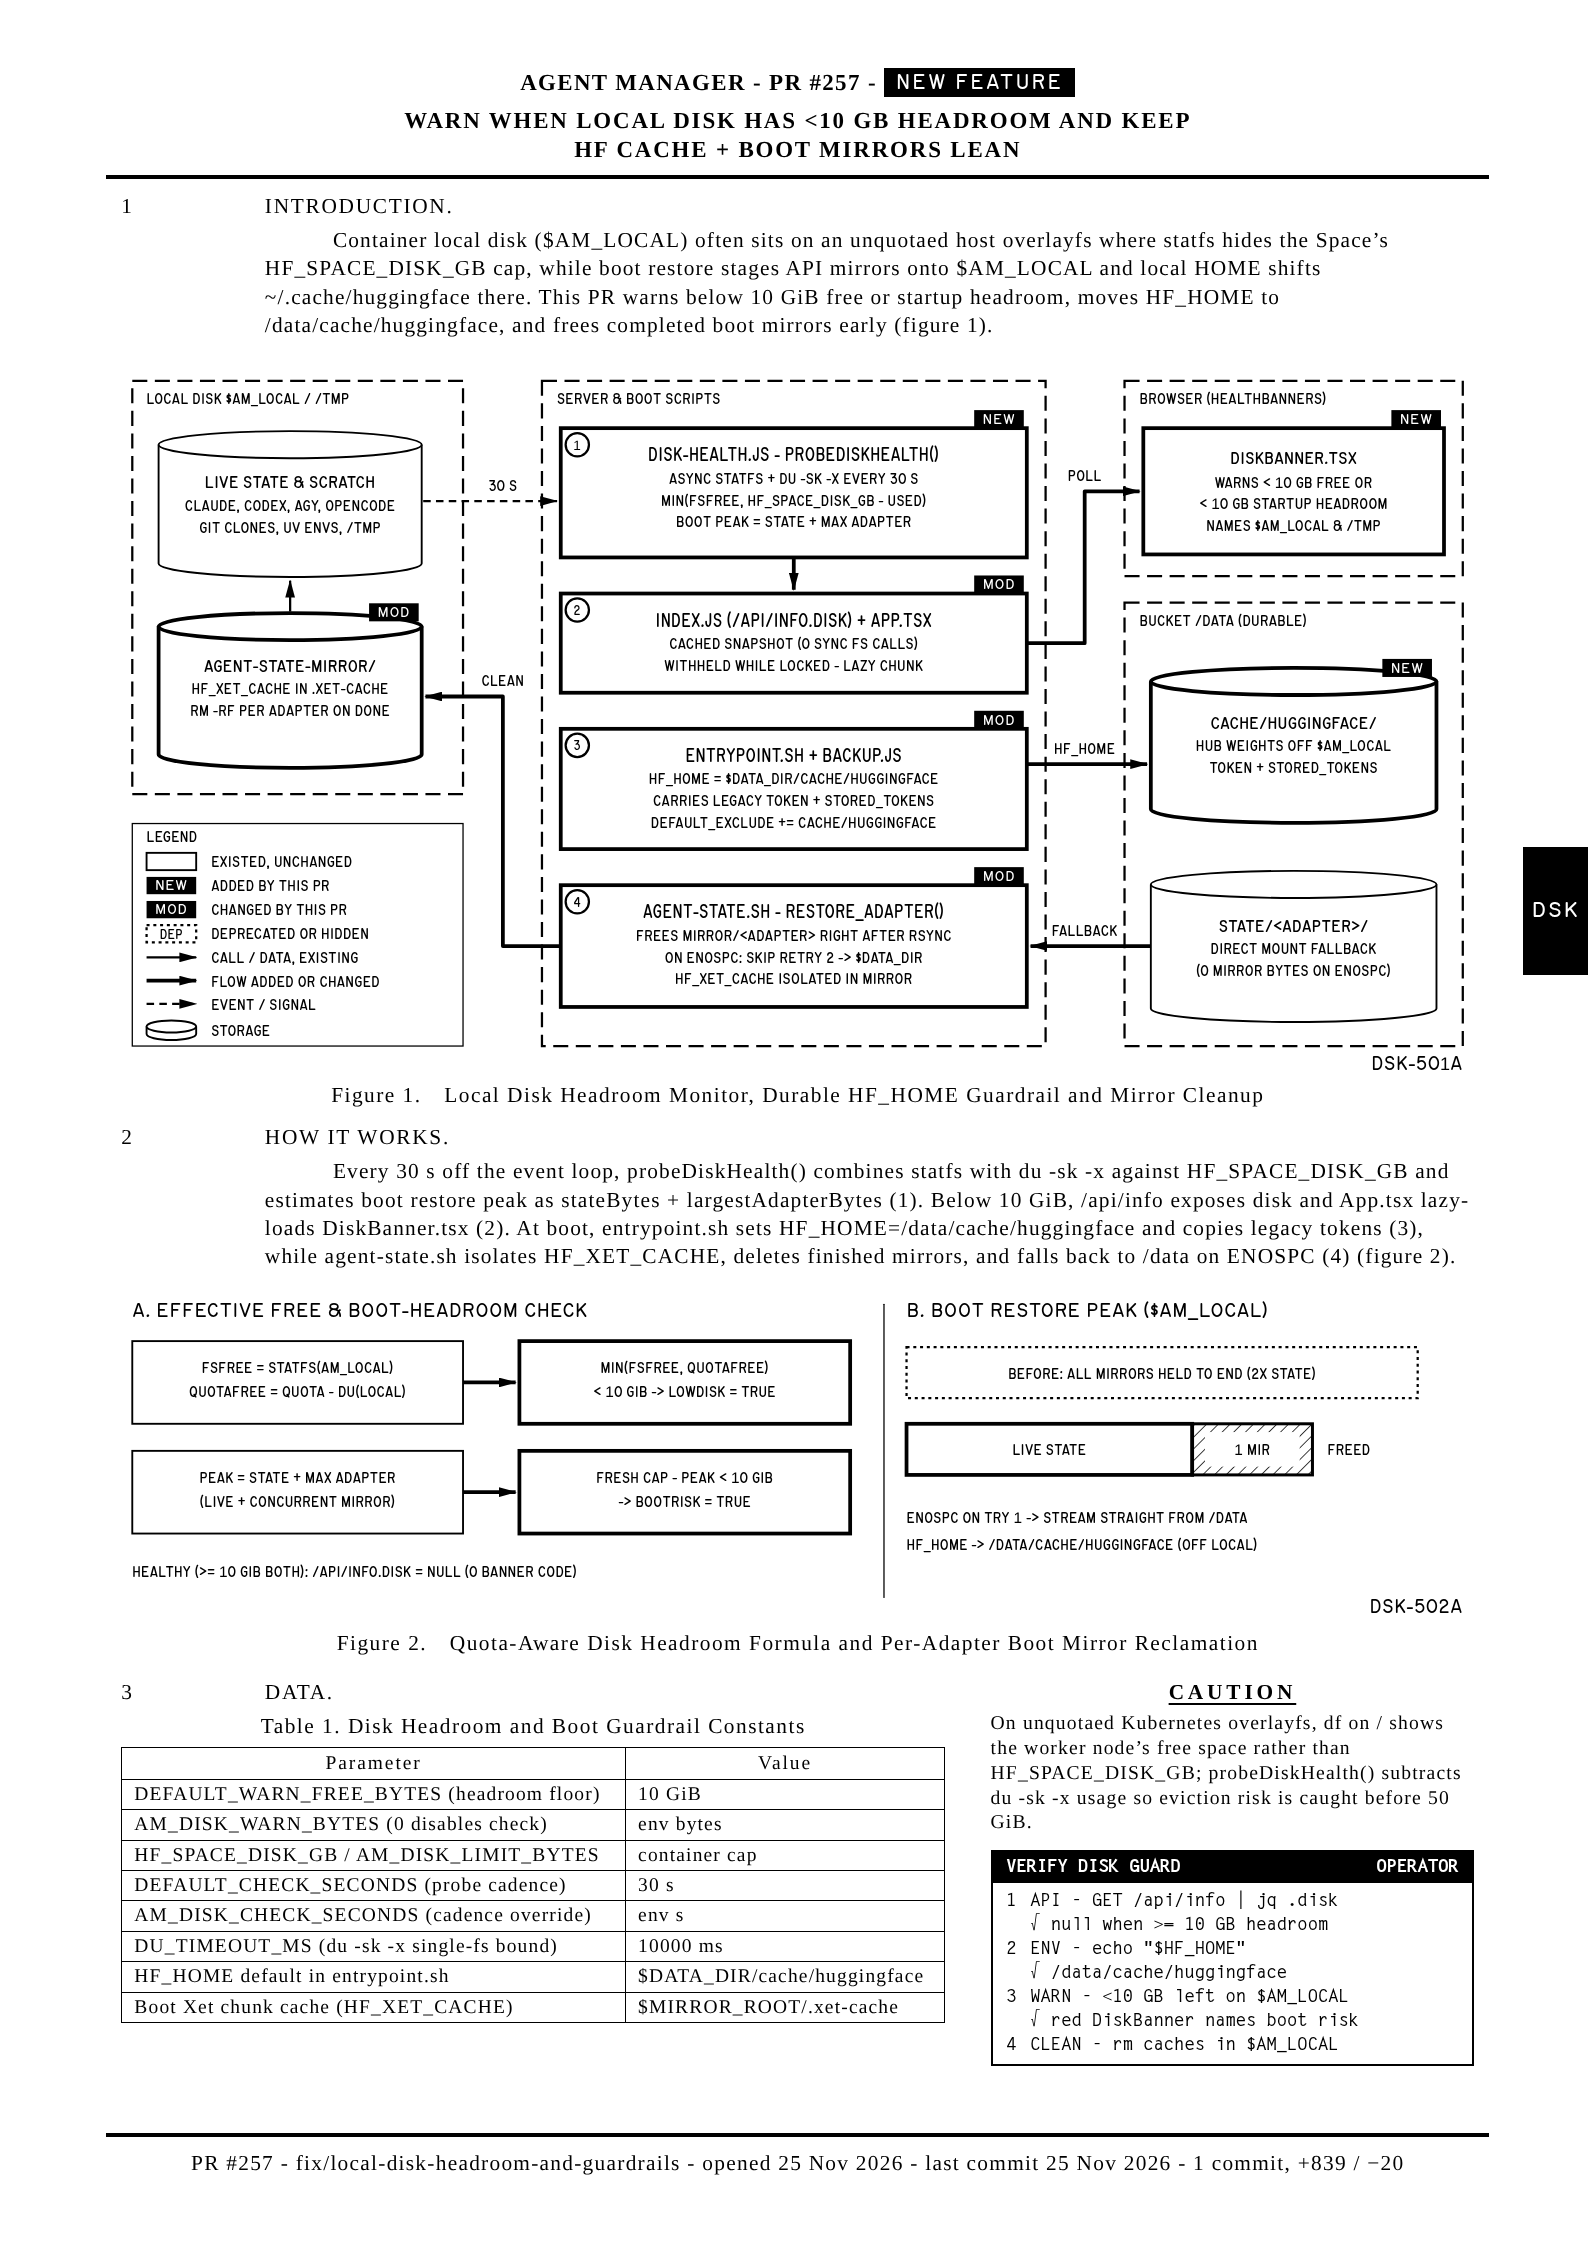 AGENT MANAGER - PR #257 - NEW FEATURE
WARN WHEN LOCAL DISK HAS <10 GB HEADROOM AND KEEP
HF CACHE + BOOT MIRRORS LEAN
1 INTRODUCTION.
Container local disk ($AM_LOCAL) often sits on an unquotaed host overlayfs where statfs hides the Space’s
HF_SPACE_DISK_GB cap, while boot restore stages API mirrors onto $AM_LOCAL and local HOME shifts
~/.cache/huggingface there. This PR warns below 10 GiB free or startup headroom, moves HF_HOME to
/data/cache/huggingface, and frees completed boot mirrors early (figure 1).
LOCAL DISK $AM_LOCAL / /TMP
LIVE STATE & SCRATCH
CLAUDE, CODEX, AGY, OPENCODE
GIT CLONES, UV ENVS, /TMP
MOD
AGENT-STATE-MIRROR/
HF_XET_CACHE IN .XET-CACHE
RM -RF PER ADAPTER ON DONE
30 S
CLEAN
LEGEND
EXISTED, UNCHANGED
NEW ADDED BY THIS PR
MOD CHANGED BY THIS PR
DEP DEPRECATED OR HIDDEN
CALL / DATA, EXISTING
FLOW ADDED OR CHANGED
EVENT / SIGNAL
STORAGE
SERVER & BOOT SCRIPTS
NEW
1 DISK-HEALTH.JS - PROBEDISKHEALTH()
ASYNC STATFS + DU -SK -X EVERY 30 S
MIN(FSFREE, HF_SPACE_DISK_GB - USED)
BOOT PEAK = STATE + MAX ADAPTER
MOD
2 INDEX.JS (/API/INFO.DISK) + APP.TSX
CACHED SNAPSHOT (0 SYNC FS CALLS)
WITHHELD WHILE LOCKED - LAZY CHUNK
MOD
3 ENTRYPOINT.SH + BACKUP.JS
HF_HOME = $DATA_DIR/CACHE/HUGGINGFACE
CARRIES LEGACY TOKEN + STORED_TOKENS
DEFAULT_EXCLUDE += CACHE/HUGGINGFACE
MOD
4 AGENT-STATE.SH - RESTORE_ADAPTER()
FREES MIRROR/<ADAPTER> RIGHT AFTER RSYNC
ON ENOSPC: SKIP RETRY 2 -> $DATA_DIR
HF_XET_CACHE ISOLATED IN MIRROR
POLL
HF_HOME
FALLBACK
BROWSER (HEALTHBANNERS)
NEW
DISKBANNER.TSX
WARNS < 10 GB FREE OR
< 10 GB STARTUP HEADROOM
NAMES $AM_LOCAL & /TMP
BUCKET /DATA (DURABLE)
NEW
CACHE/HUGGINGFACE/
HUB WEIGHTS OFF $AM_LOCAL
TOKEN + STORED_TOKENS
STATE/<ADAPTER>/
DIRECT MOUNT FALLBACK
(0 MIRROR BYTES ON ENOSPC)
DSK
DSK-501A
Figure 1. Local Disk Headroom Monitor, Durable HF_HOME Guardrail and Mirror Cleanup
2 HOW IT WORKS.
Every 30 s off the event loop, probeDiskHealth() combines statfs with du -sk -x against HF_SPACE_DISK_GB and
estimates boot restore peak as stateBytes + largestAdapterBytes (1). Below 10 GiB, /api/info exposes disk and App.tsx lazy-
loads DiskBanner.tsx (2). At boot, entrypoint.sh sets HF_HOME=/data/cache/huggingface and copies legacy tokens (3),
while agent-state.sh isolates HF_XET_CACHE, deletes finished mirrors, and falls back to /data on ENOSPC (4) (figure 2).
A. EFFECTIVE FREE & BOOT-HEADROOM CHECK
FSFREE = STATFS(AM_LOCAL)
QUOTAFREE = QUOTA - DU(LOCAL)
MIN(FSFREE, QUOTAFREE)
< 10 GIB -> LOWDISK = TRUE
PEAK = STATE + MAX ADAPTER
(LIVE + CONCURRENT MIRROR)
FRESH CAP - PEAK < 10 GIB
-> BOOTRISK = TRUE
HEALTHY (>= 10 GIB BOTH): /API/INFO.DISK = NULL (0 BANNER CODE)
B. BOOT RESTORE PEAK ($AM_LOCAL)
BEFORE: ALL MIRRORS HELD TO END (2X STATE)
LIVE STATE 1 MIR FREED
ENOSPC ON TRY 1 -> STREAM STRAIGHT FROM /DATA
HF_HOME -> /DATA/CACHE/HUGGINGFACE (OFF LOCAL)
DSK-502A
Figure 2. Quota-Aware Disk Headroom Formula and Per-Adapter Boot Mirror Reclamation
3 DATA.
Table 1. Disk Headroom and Boot Guardrail Constants
Parameter Value
DEFAULT_WARN_FREE_BYTES (headroom floor) 10 GiB
AM_DISK_WARN_BYTES (0 disables check) env bytes
HF_SPACE_DISK_GB / AM_DISK_LIMIT_BYTES container cap
DEFAULT_CHECK_SECONDS (probe cadence) 30 s
AM_DISK_CHECK_SECONDS (cadence override) env s
DU_TIMEOUT_MS (du -sk -x single-fs bound) 10000 ms
HF_HOME default in entrypoint.sh $DATA_DIR/cache/huggingface
Boot Xet chunk cache (HF_XET_CACHE) $MIRROR_ROOT/.xet-cache
CAUTION
On unquotaed Kubernetes overlayfs, df on / shows
the worker node’s free space rather than
HF_SPACE_DISK_GB; probeDiskHealth() subtracts
du -sk -x usage so eviction risk is caught before 50
GiB.
VERIFY DISK GUARD OPERATOR
1 API - GET /api/info | jq .disk
√ null when >= 10 GB headroom
2 ENV - echo "$HF_HOME"
√ /data/cache/huggingface
3 WARN - <10 GB left on $AM_LOCAL
√ red DiskBanner names boot risk
4 CLEAN - rm caches in $AM_LOCAL
PR #257 - fix/local-disk-headroom-and-guardrails - opened 25 Nov 2026 - last commit 25 Nov 2026 - 1 commit, +839 / −20